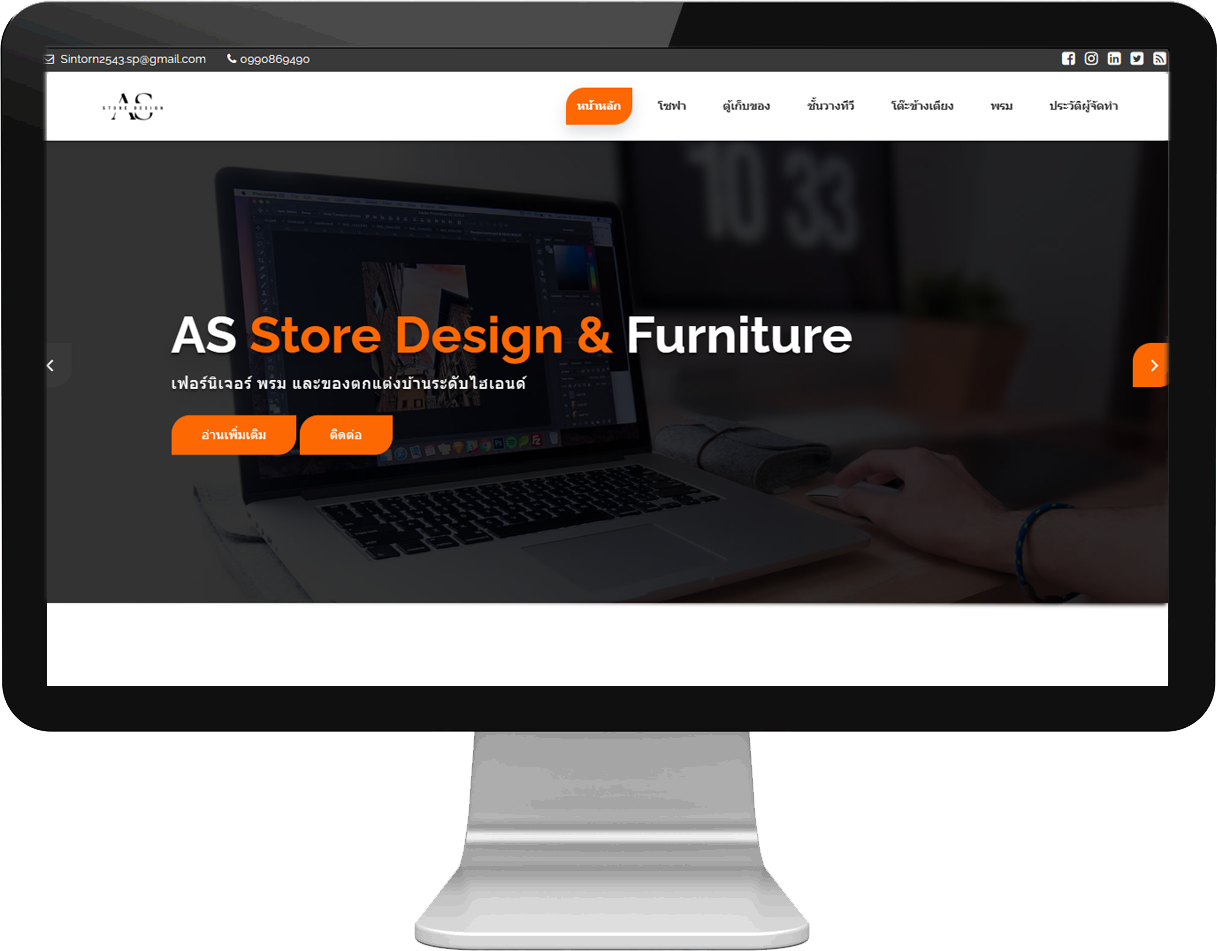 Sintorn2543.sp@gmail.com 0990869490
AS
STORE DESIGN
หน้าหลัก โซฟา ตู้เก็บของ ชั้นวางทีวี โต๊ะข้างเตียง พรม ประวัติผู้จัดทำ
10 33
AS Store Design & Furniture
เฟอร์นิเจอร์ พรม และของตกแต่งบ้านระดับไฮเอนด์
อ่านเพิ่มเติม ติดต่อ